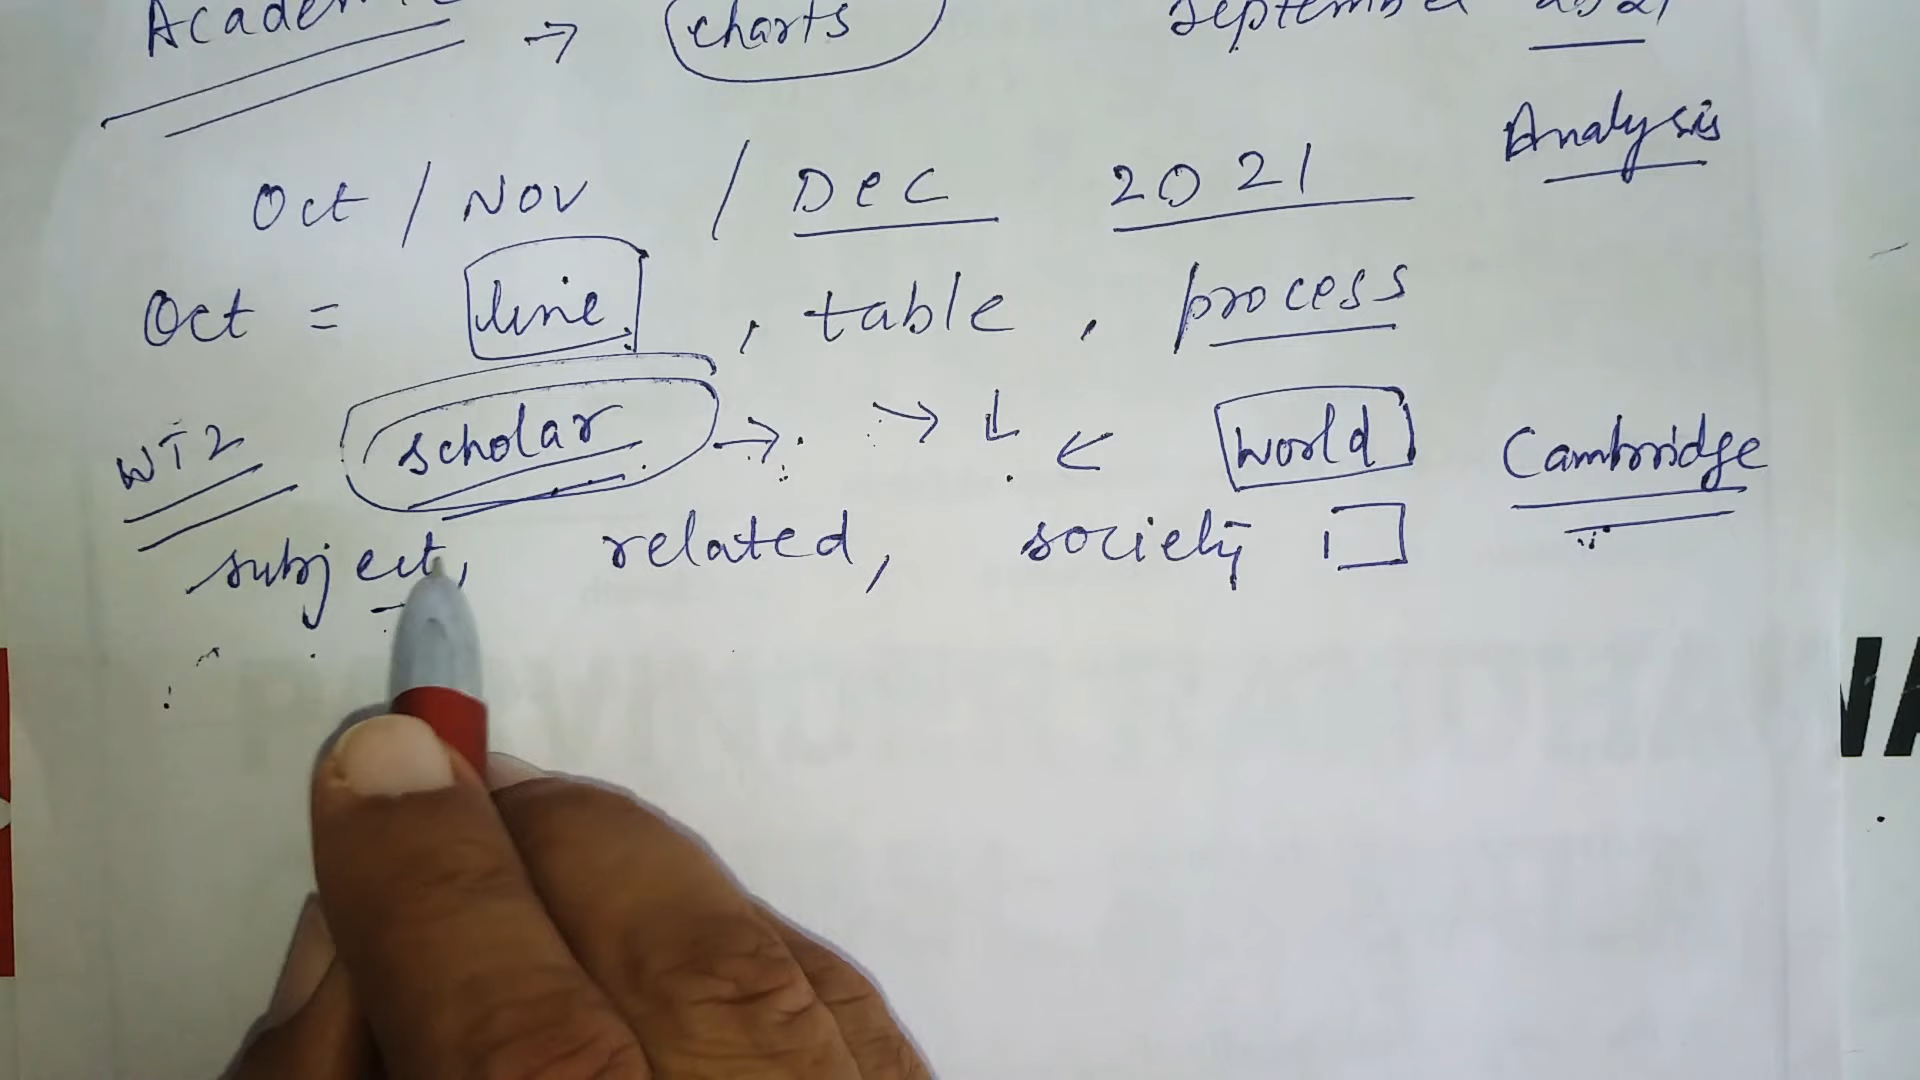 Academic → charts September 2021
Analysis
Oct / Nov / Dec 2021
Oct = line, table, process
WT2 scholar → → ↓ ← world Cambridge
subject, related, society